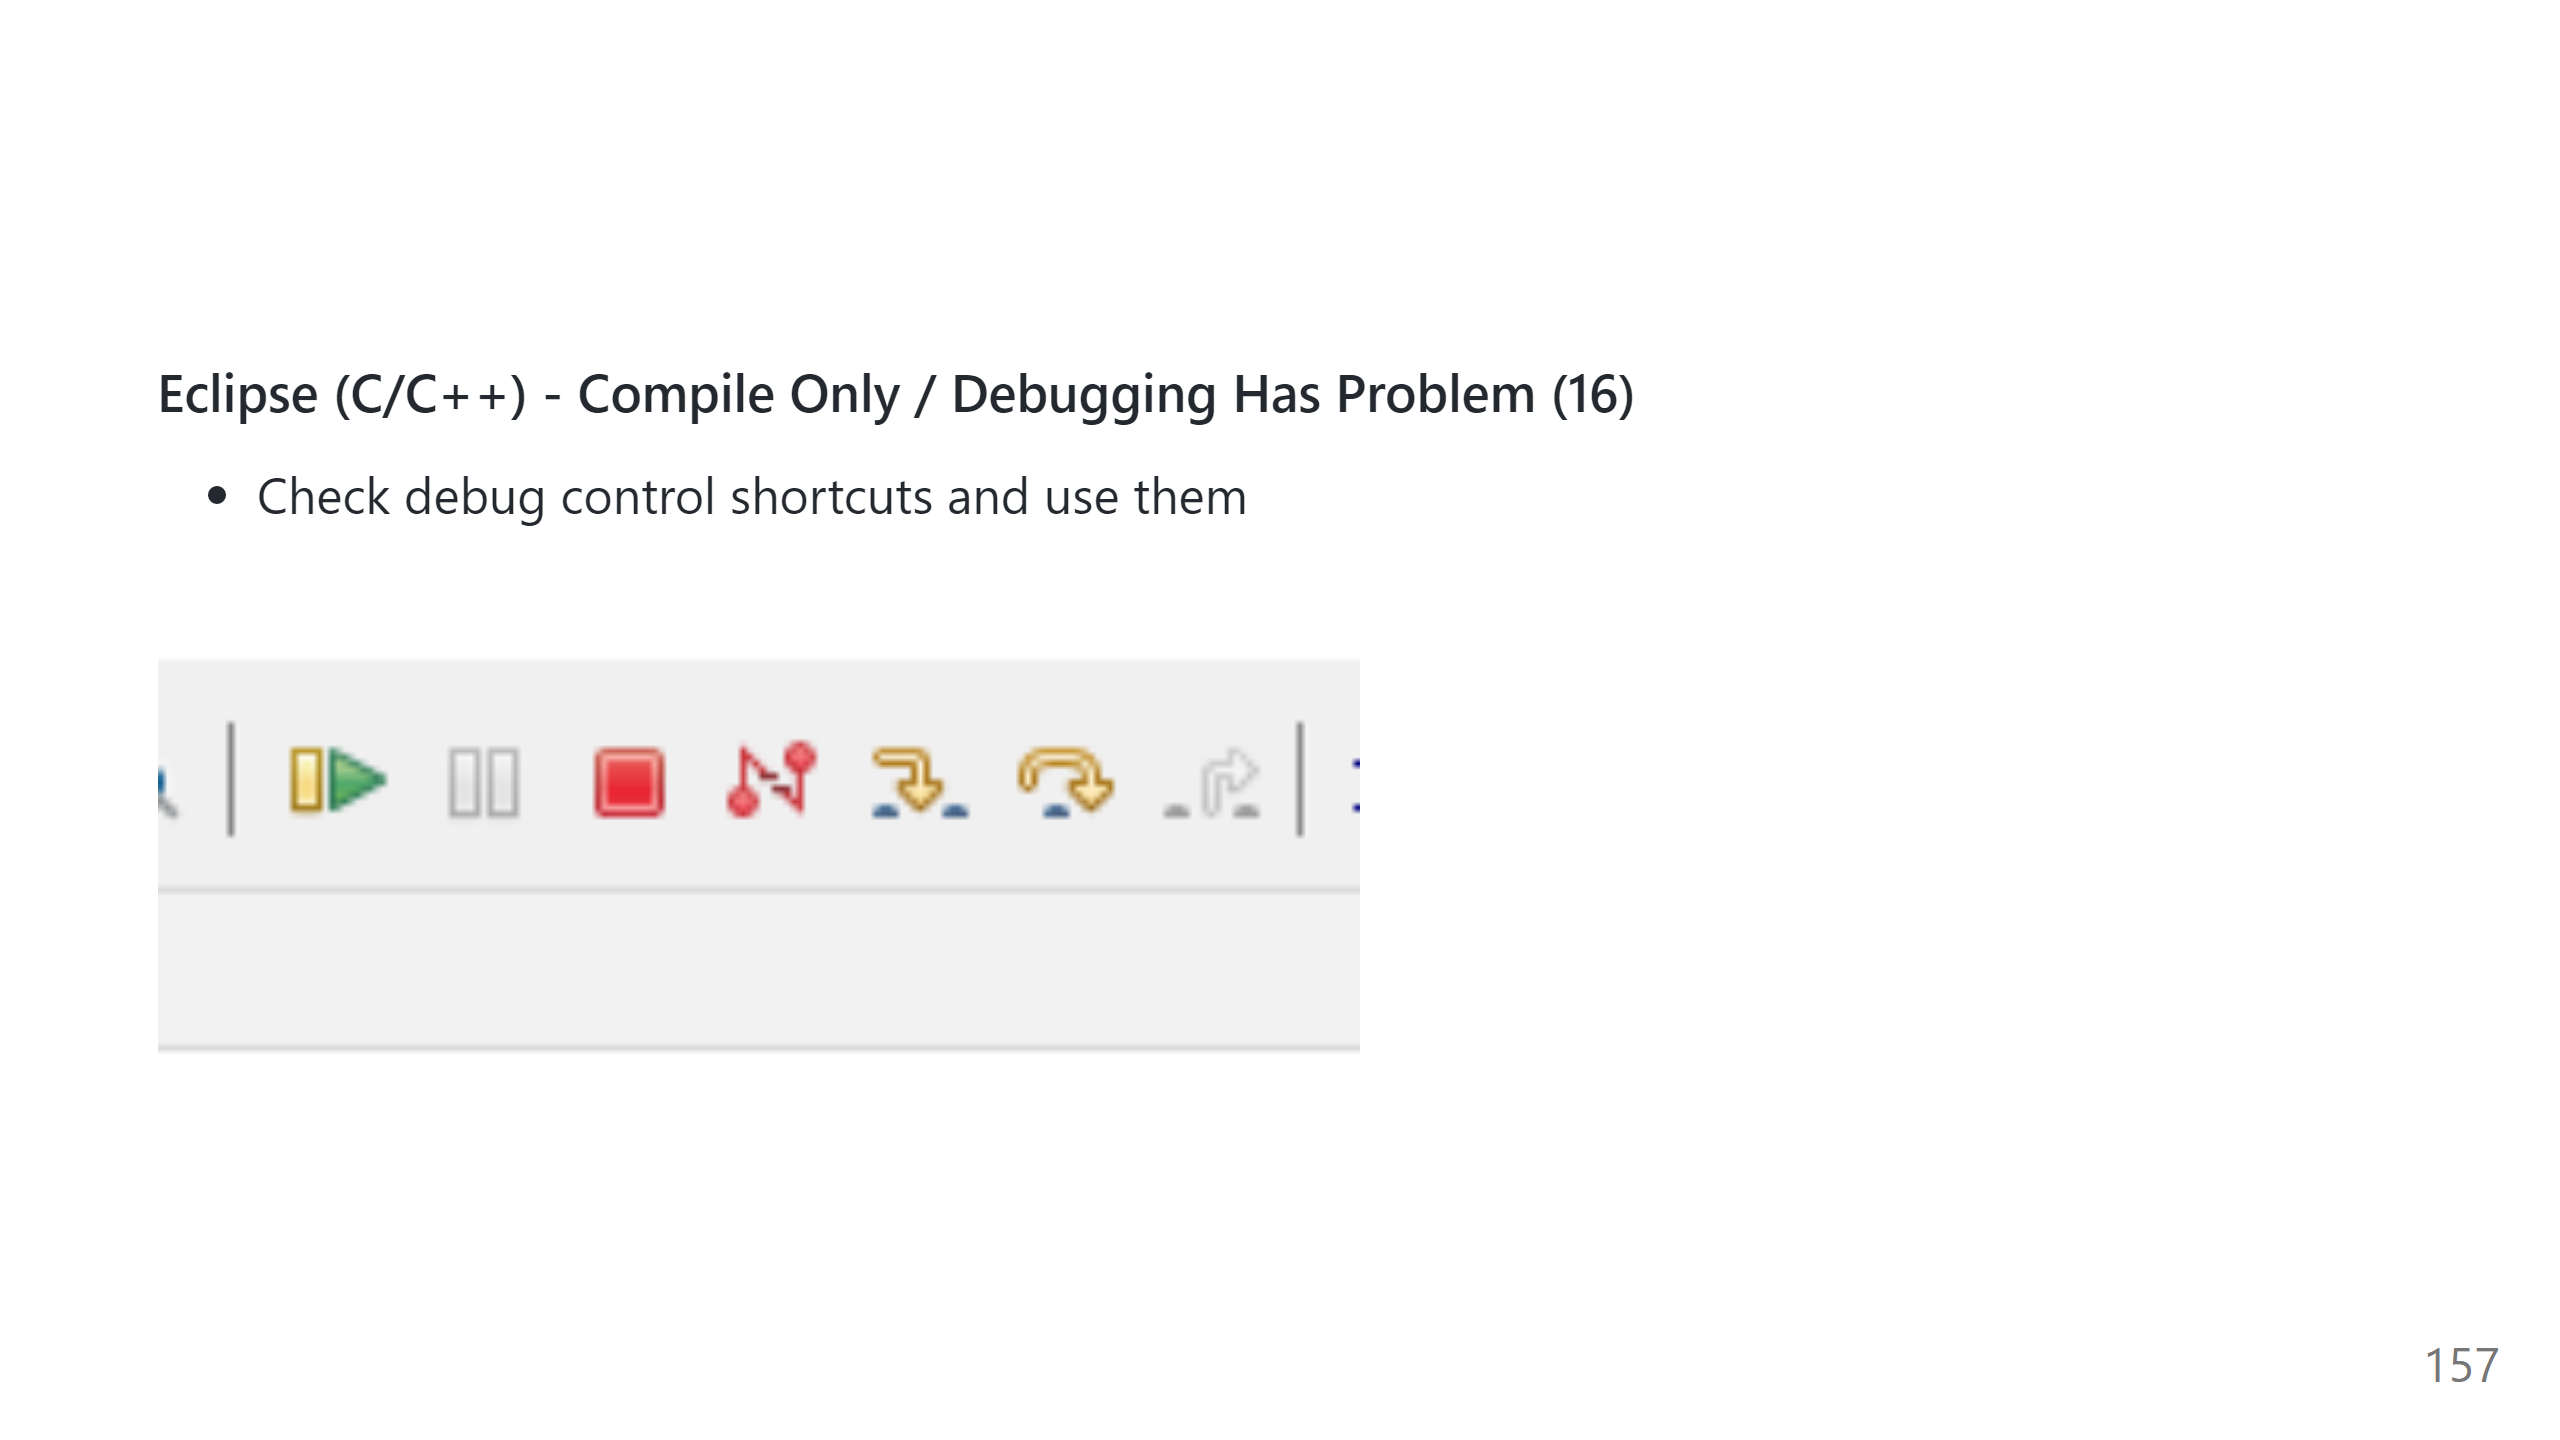 Eclipse (C/C++) - Compile Only / Debugging Has Problem (16)
• Check debug control shortcuts and use them
157